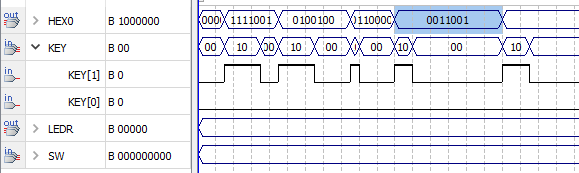 out HEX0 B 1000000 000 1111001 0100100 110000 0011001
in KEY B 00 00 10 00 10 00 00 10 00 10
in KEY[1] B 0
in KEY[0] B 0
out LEDR B 00000
in SW B 000000000